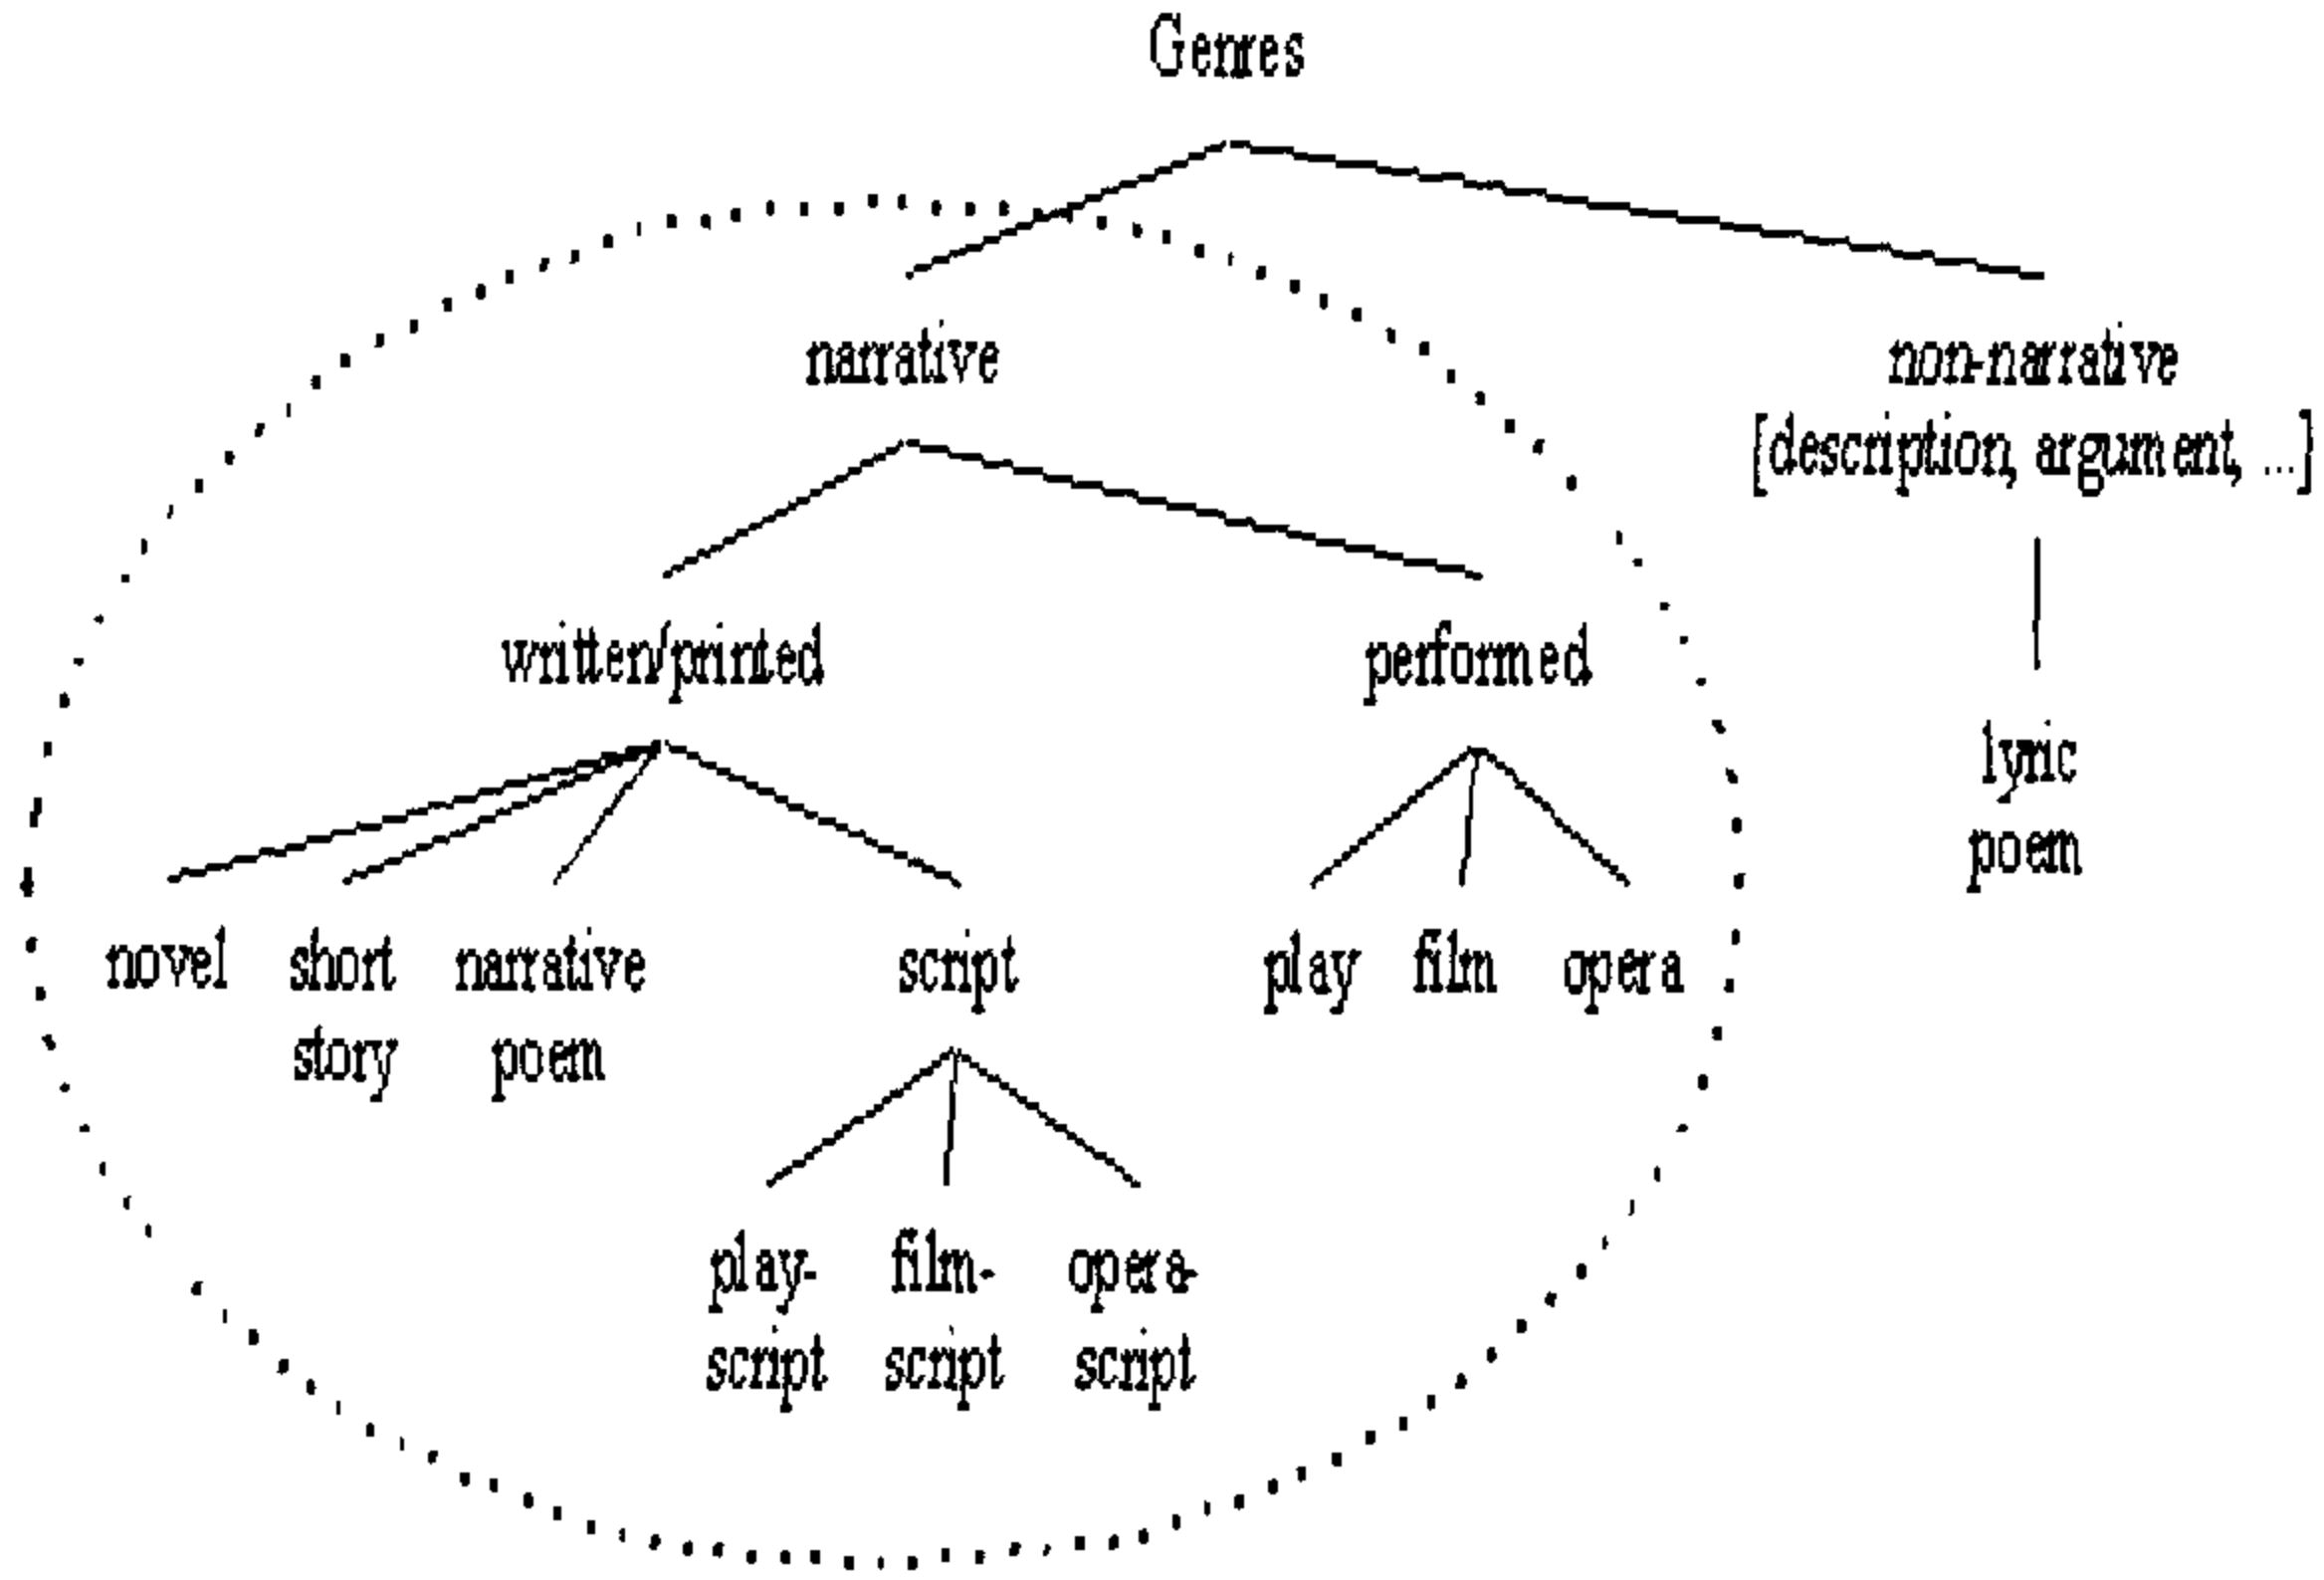 Genres
narrative
non-narrative
[description, argument, ...]
written/printed
performed
lyric
poem
novel
short
story
narrative
poem
script
play
film
opera
play-
script
film-
script
opera-
script